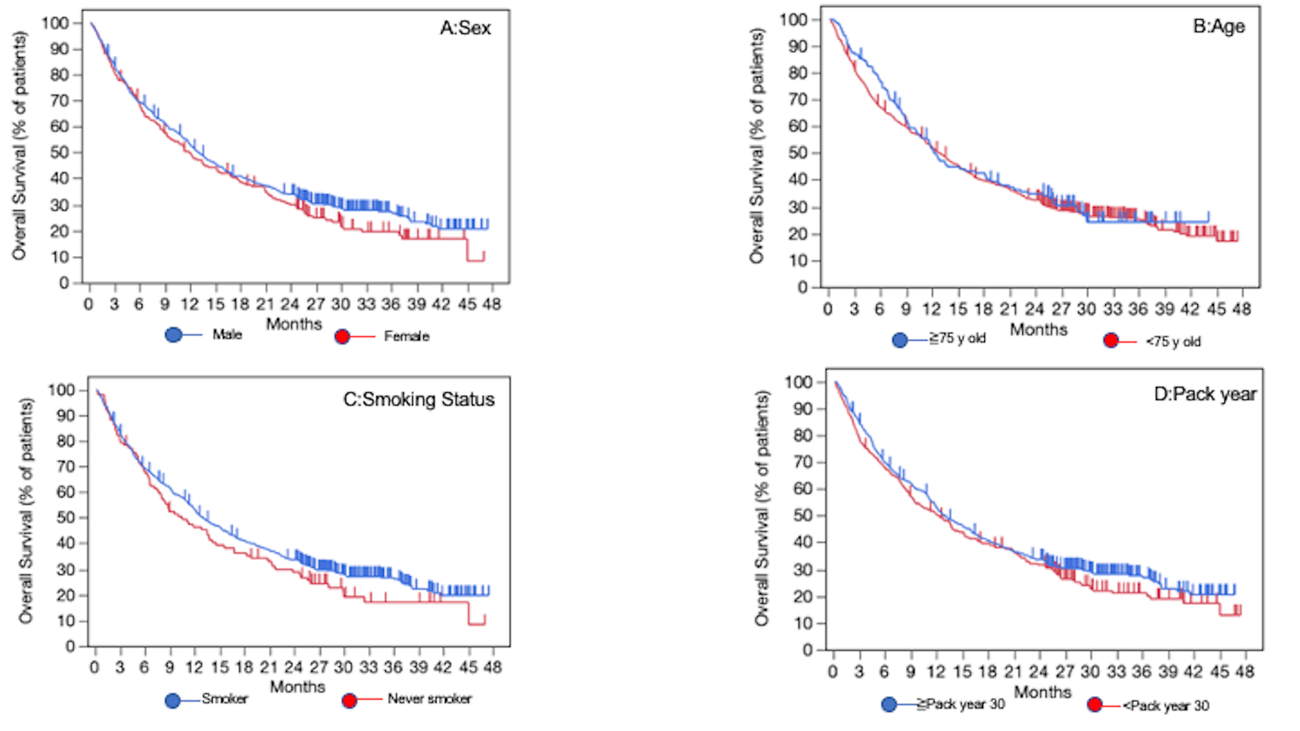 A:Sex
Overall Survival (% of patients)
100
90
80
70
60
50
40
30
20
10
0
0 3 6 9 12 15 18 21 24 27 30 33 36 39 42 45 48
Months
Male Female
B:Age
Overall Survival (% of patients)
100
90
80
70
60
50
40
30
20
10
0
0 3 6 9 12 15 18 21 24 27 30 33 36 39 42 45 48
Months
≧75 y old <75 y old
C:Smoking Status
Overall Survival (% of patients)
100
90
80
70
60
50
40
30
20
10
0
0 3 6 9 12 15 18 21 24 27 30 33 36 39 42 45 48
Months
Smoker Never smoker
D:Pack year
Overall Survival (% of patients)
100
90
80
70
60
50
40
30
20
10
0
0 3 6 9 12 15 18 21 24 27 30 33 36 39 42 45 48
Months
≧Pack year 30 <Pack year 30